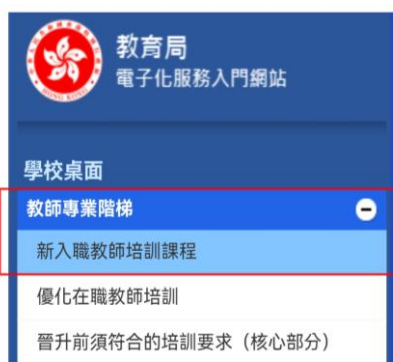 教育局
電子化服務入門網站
學校桌面
教師專業階梯
新入職教師培訓課程
優化在職教師培訓
晉升前須符合的培訓要求（核心部分）